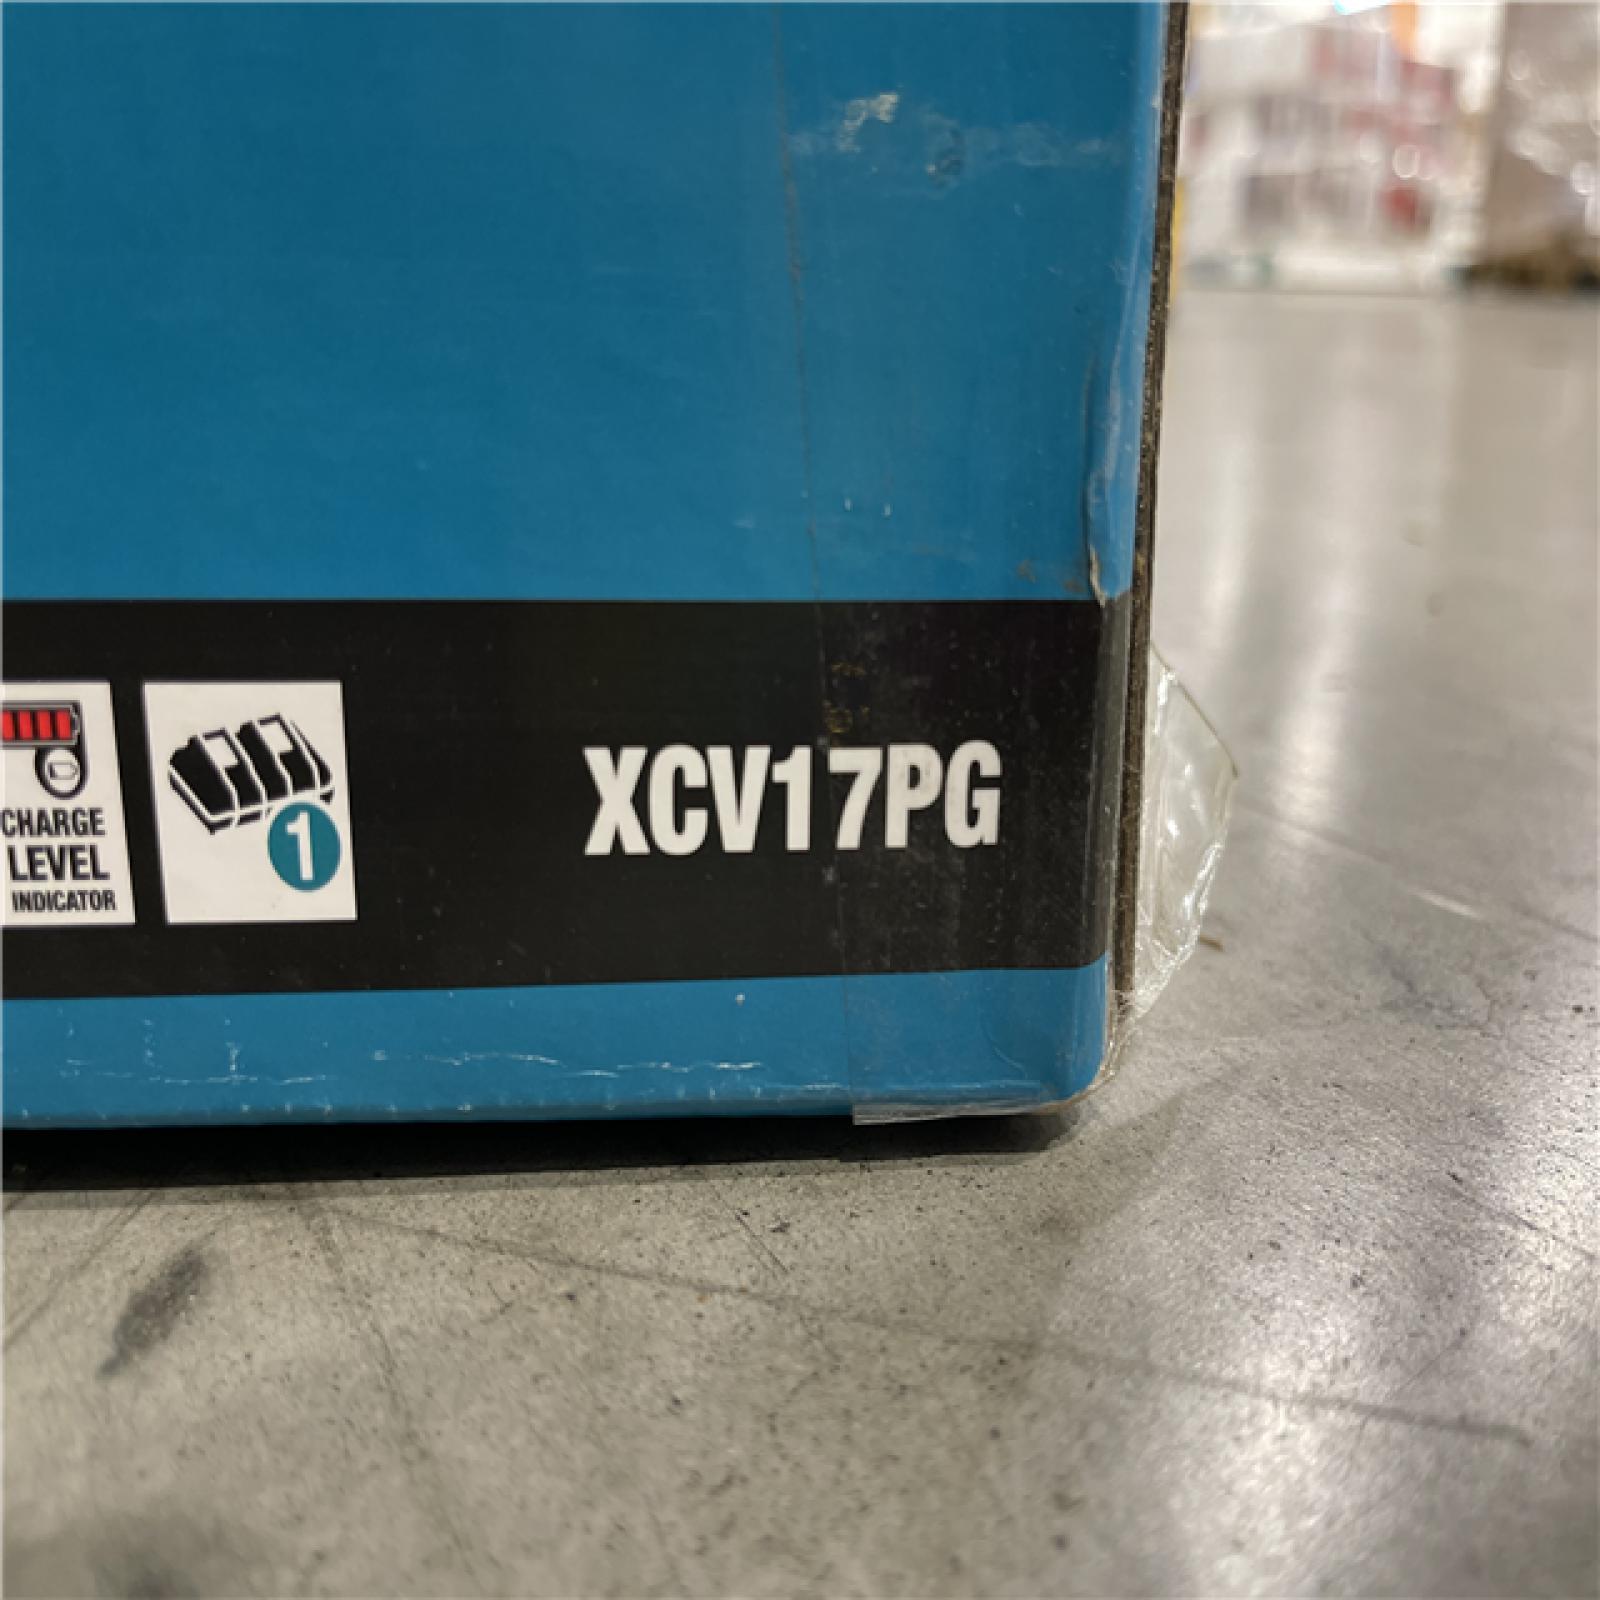 CHARGE
LEVEL
INDICATOR
1
XCV17PG